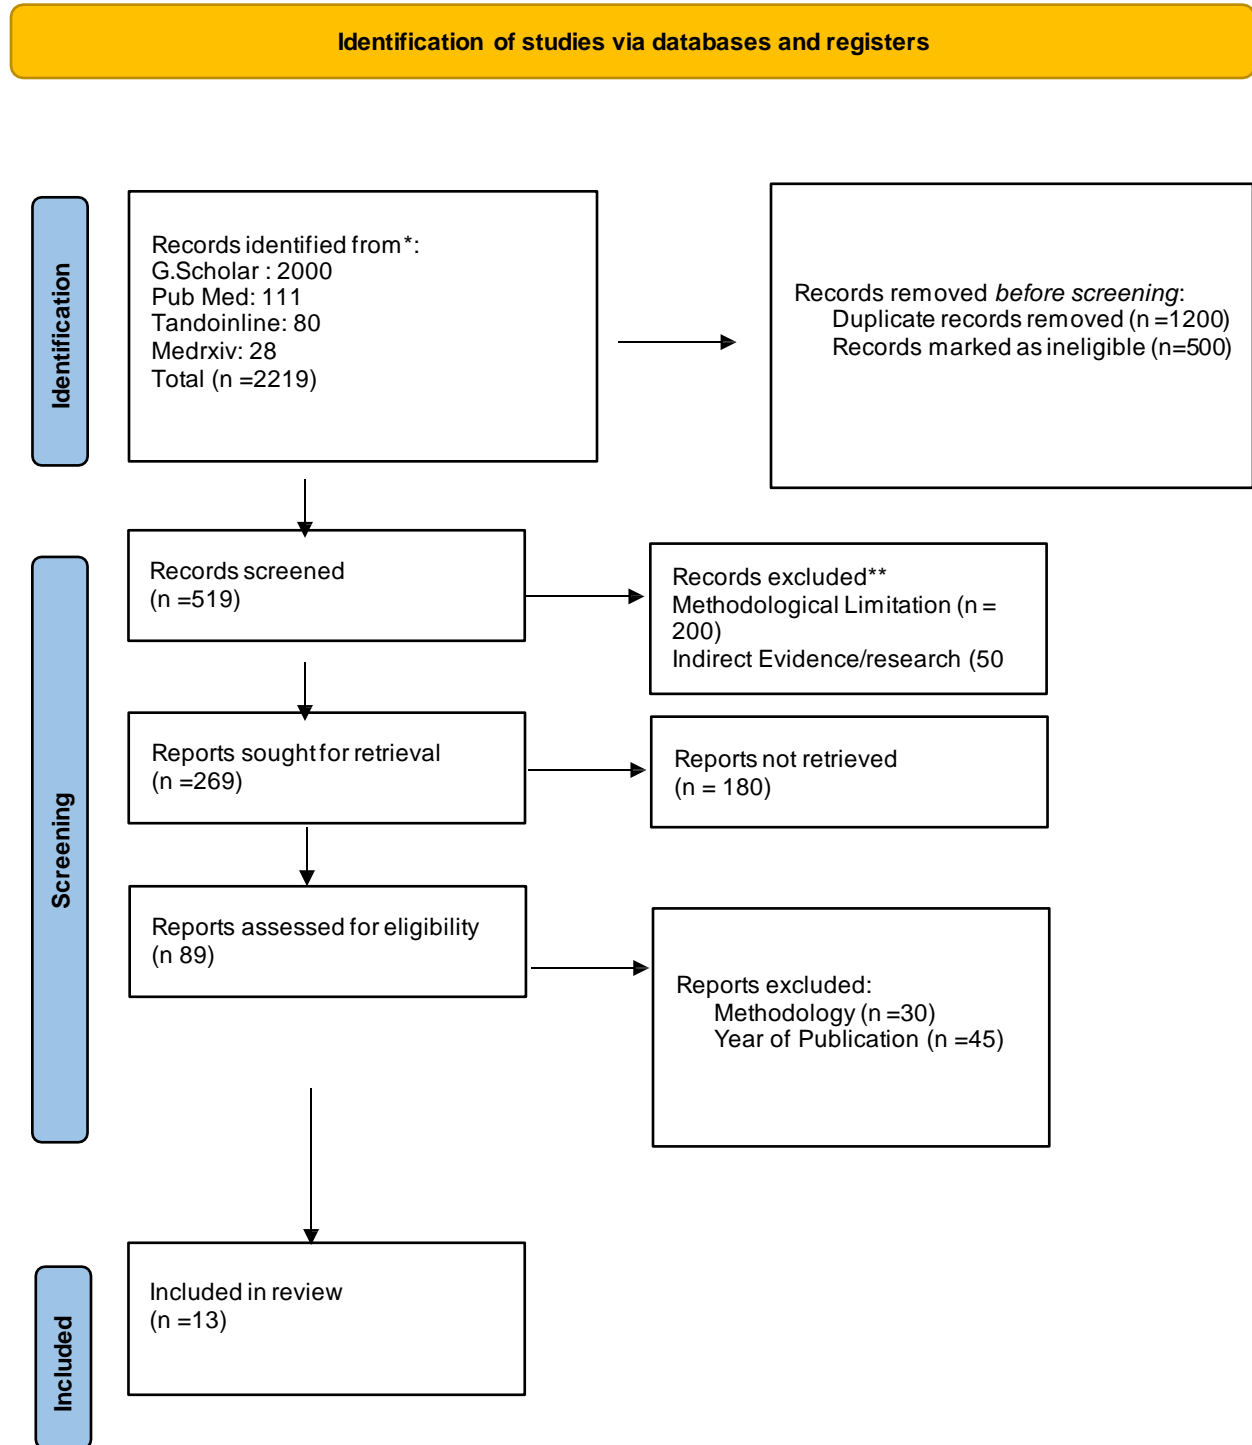 Identification of studies via databases and registers
Identification
Records identified from*:
G.Scholar : 2000
Pub Med: 111
Tandoinline: 80
Medrxiv: 28
Total (n =2219)
Records removed before screening:
Duplicate records removed (n =1200)
Records marked as ineligible (n=500)
Screening
Records screened
(n =519)
Records excluded**
Methodological Limitation (n =
200)
Indirect Evidence/research (50
Reports sought for retrieval
(n =269)
Reports not retrieved
(n = 180)
Reports assessed for eligibility
(n 89)
Reports excluded:
Methodology (n =30)
Year of Publication (n =45)
Included
Included in review
(n =13)